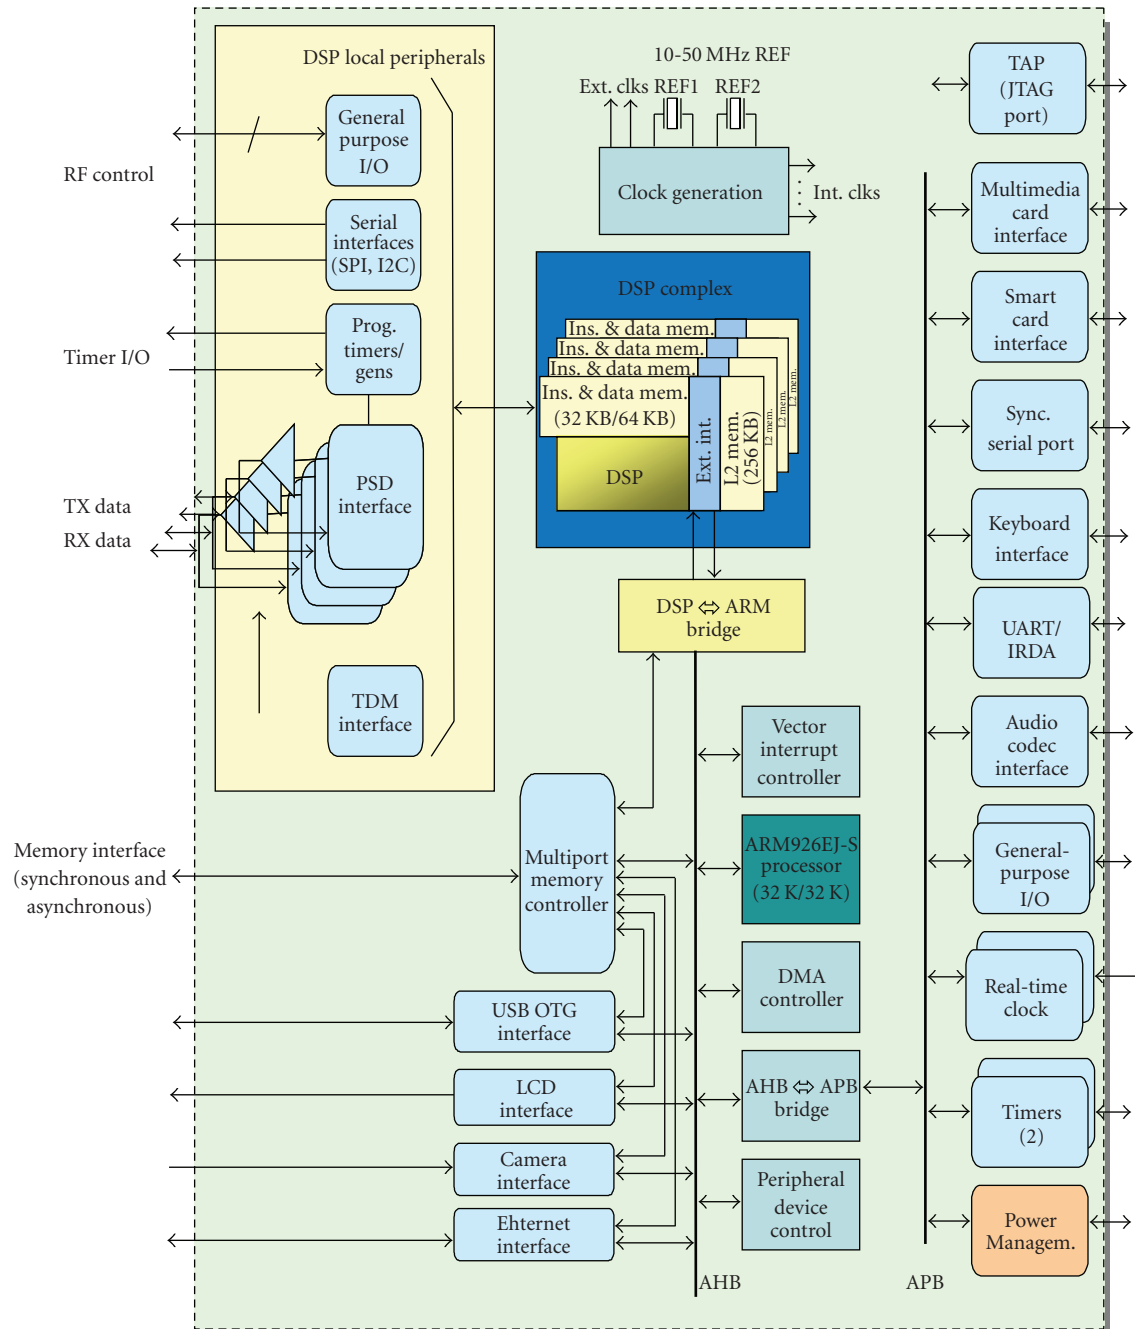 DSP local peripherals
General
purpose
I/O
RF control
Serial
interfaces
(SPI, I2C)
Prog.
timers/
gens
Timer I/O
PSD
interface
TX data
RX data
TDM
interface
10-50 MHz REF
Ext. clks REF1 REF2
Clock generation
Int. clks
DSP complex
Ins. & data mem.
Ins. & data mem.
Ins. & data mem.
Ins. & data mem.
(32 KB/64 KB)
DSP
Ext. int.
L2 mem.
(256 KB)
L2 mem.
L2 mem.
L2 mem.
DSP ⇔ ARM
bridge
Vector
interrupt
controller
ARM926EJ-S
processor
(32 K/32 K)
DMA
controller
AHB ⇔ APB
bridge
Peripheral
device
control
AHB
APB
Memory interface
(synchronous and
asynchronous)
Multiport
memory
controller
USB OTG
interface
LCD
interface
Camera
interface
Ehternet
interface
TAP
(JTAG
port)
Multimedia
card
interface
Smart
card
interface
Sync.
serial port
Keyboard
interface
UART/
IRDA
Audio
codec
interface
General-
purpose
I/O
Real-time
clock
Timers
(2)
Power
Managem.